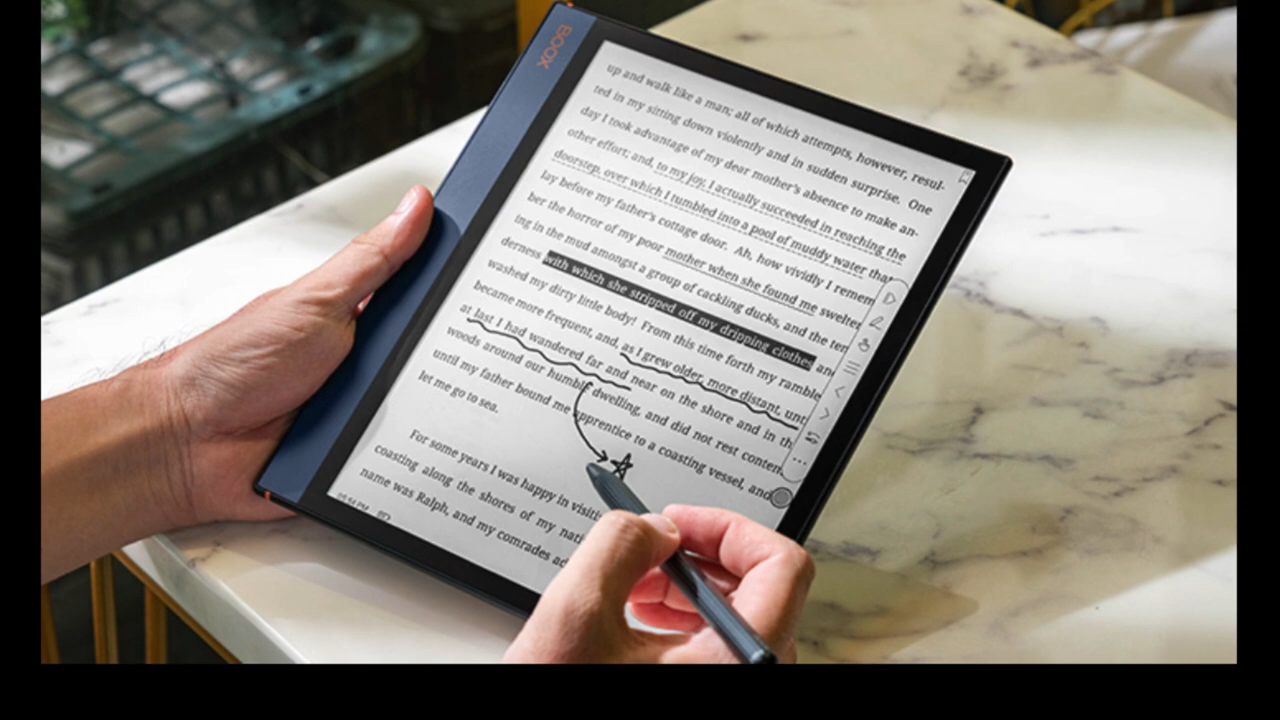 BOOX
up and walk like a man; all of which attempts, however, resul-
ted in my sitting down violently and in sudden surprise. One
day I took advantage of my dear mother's absence to make an-
other effort; and, to my joy, I actually succeeded in reaching the
doorstep, over which I tumbled into a pool of muddy water that
lay before my father's cottage door. Ah, how vividly I remem
ber the horror of my poor mother when she found me swelter
ing in the mud amongst a group of cackling ducks, and the ten
derness with which she stripped off my dripping clothes and
washed my dirty little body! From this time forth my ramble
became more frequent, and, as I grew older, more distant, unt
at last I had wandered far and near on the shore and in th
woods around our humble dwelling, and did not rest conten
until my father bound me apprentice to a coasting vessel, and
let me go to sea.
For some years I was happy in visiti
coasting along the shores of my nati
name was Ralph, and my comrades ad
05:54 PM